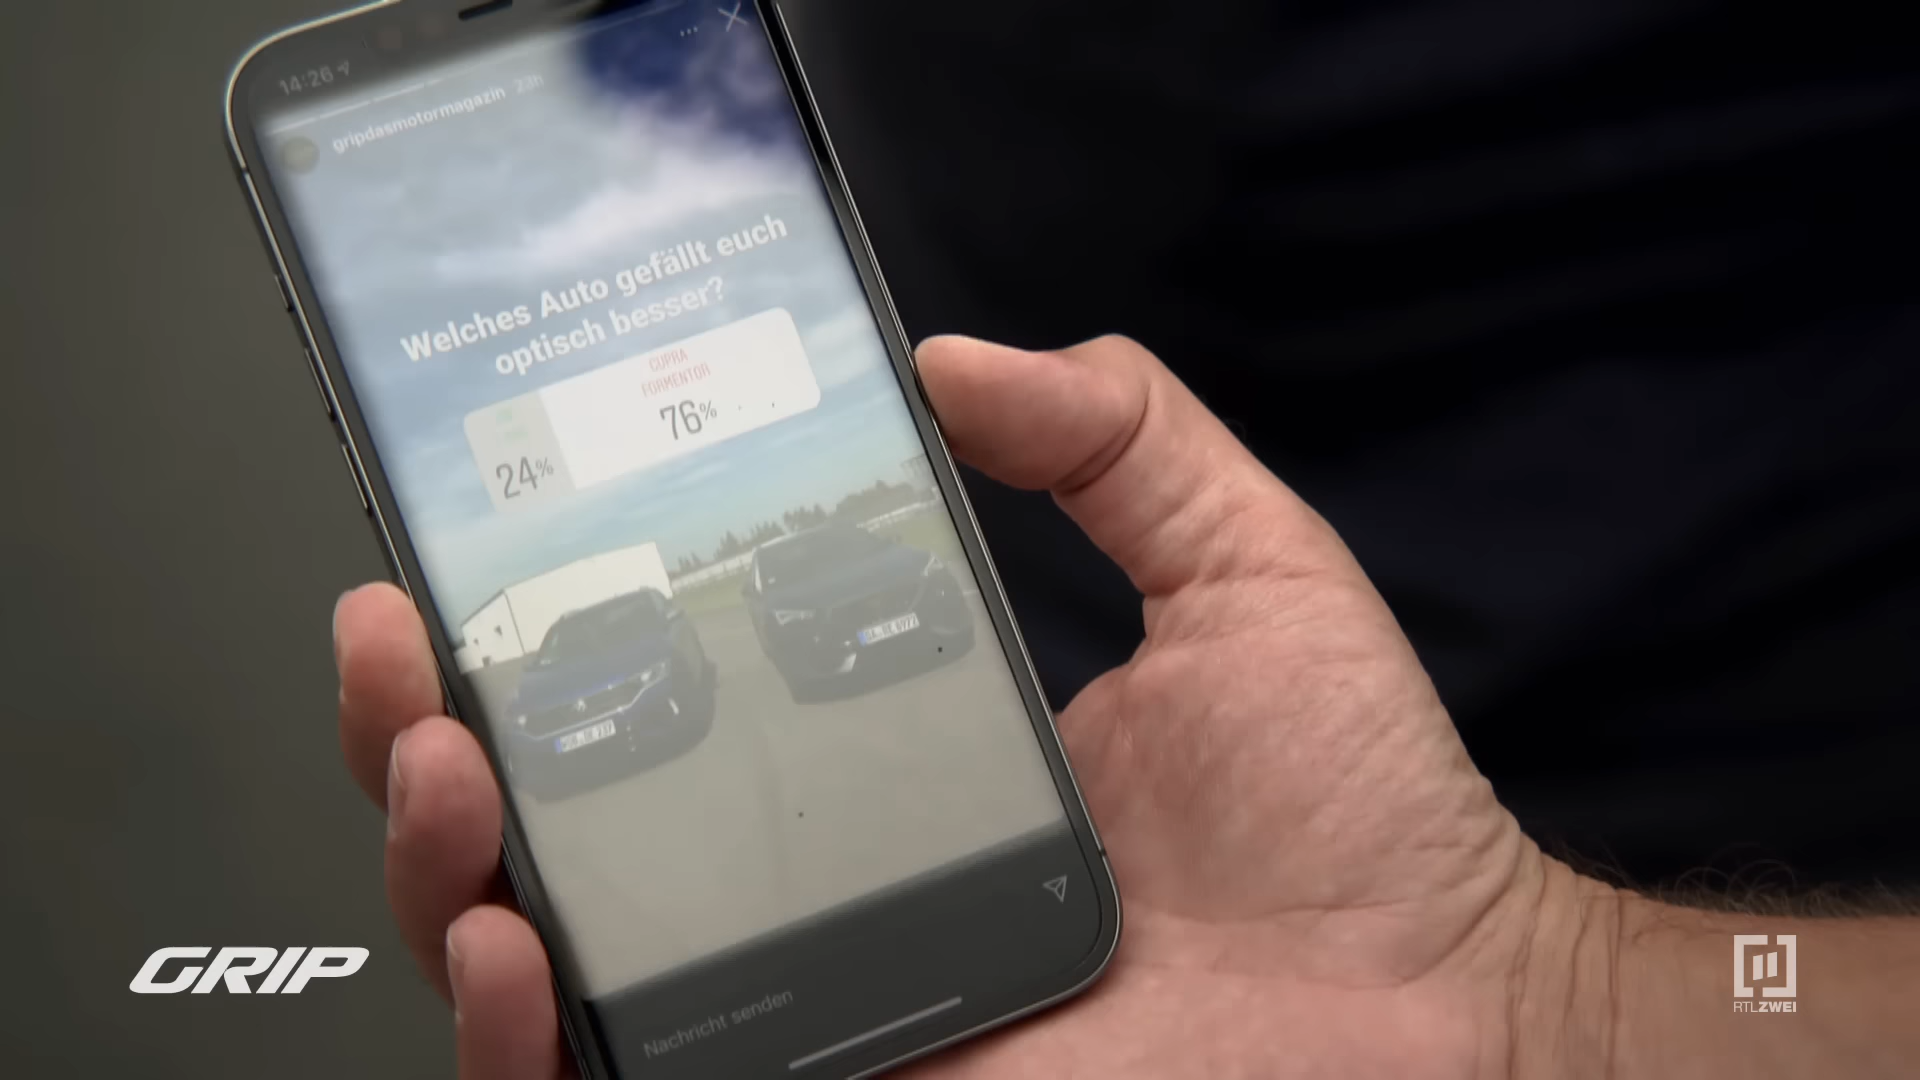 14:26
gripdasmotormagazin 23h
Welches Auto gefällt euch
optisch besser?
CUPRA
FORMENTOR
76%
24%
Nachricht senden
GRIP
RTLZWEI